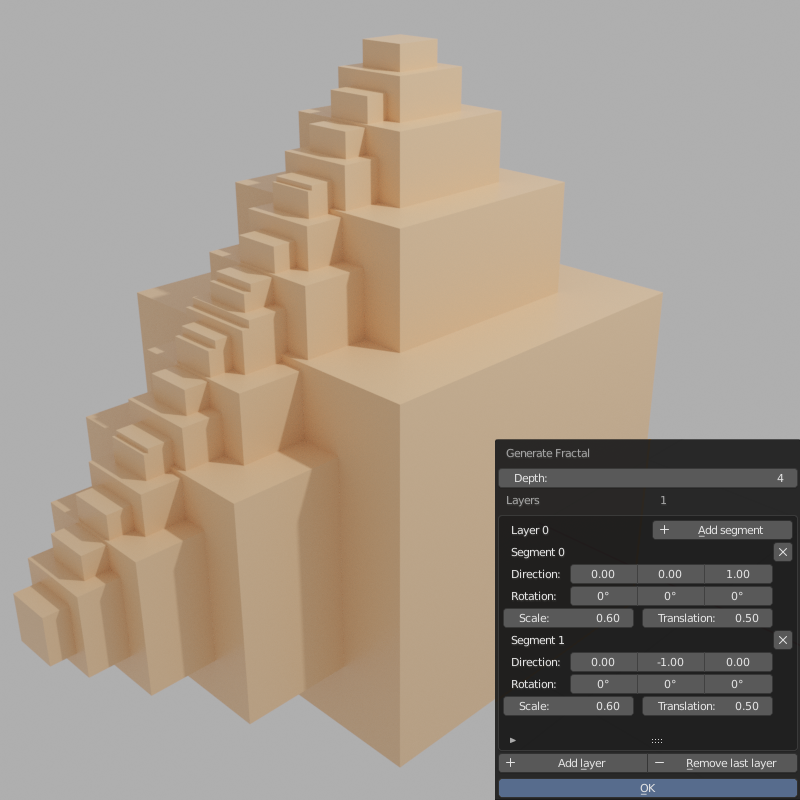 Generate Fractal
Depth: 4
Layers 1
Layer 0 + Add segment
Segment 0
Direction: 0.00 0.00 1.00
Rotation: 0° 0° 0°
Scale: 0.60 Translation: 0.50
Segment 1
Direction: 0.00 -1.00 0.00
Rotation: 0° 0° 0°
Scale: 0.60 Translation: 0.50
+ Add layer − Remove last layer
OK